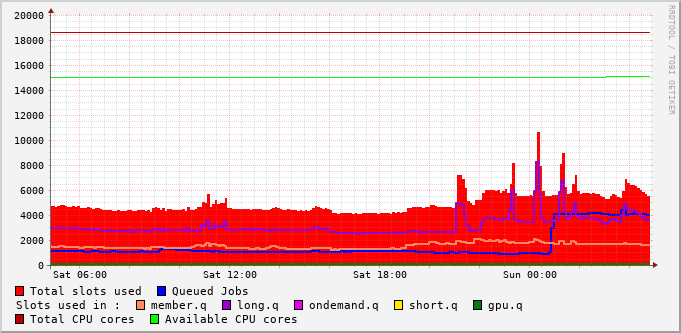 20000
18000
16000
14000
12000
10000
8000
6000
4000
2000
0
Sat 06:00 Sat 12:00 Sat 18:00 Sun 00:00
RRDTOOL / TOBI OETIKER
Total slots used Queued Jobs
Slots used in : member.q long.q ondemand.q short.q gpu.q
Total CPU cores Available CPU cores